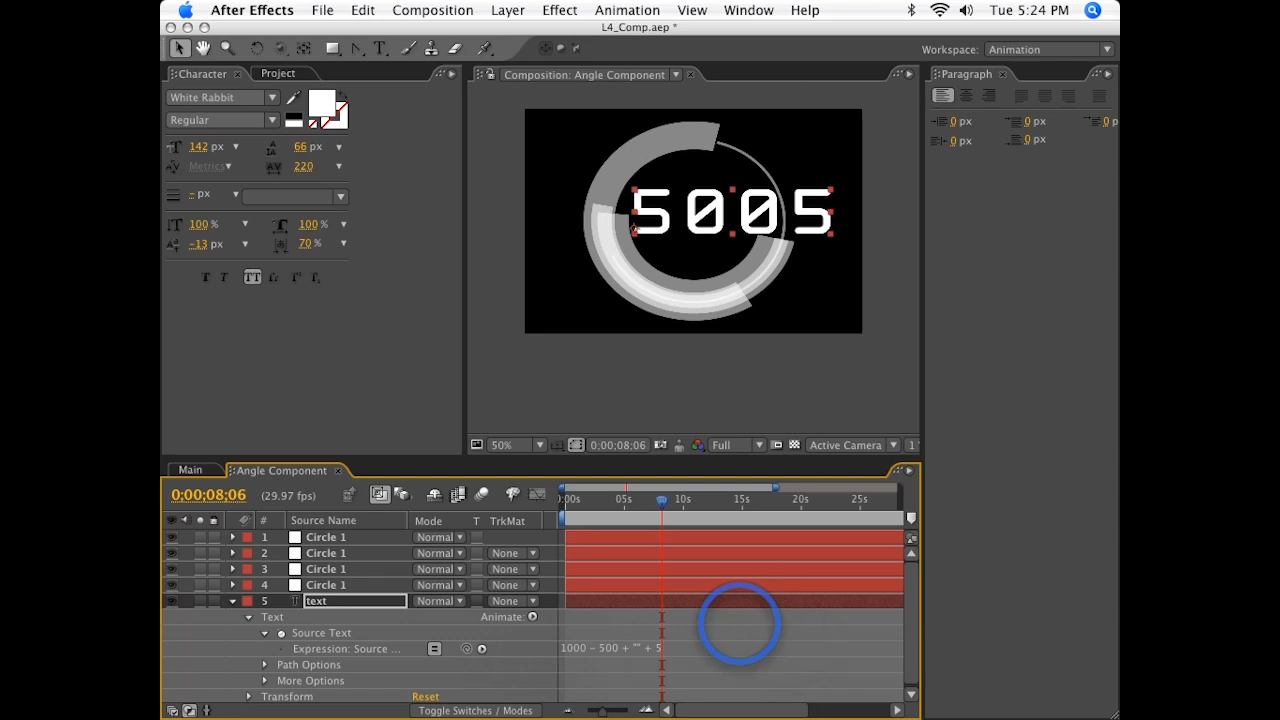 After Effects File Edit Composition Layer Effect Animation View Window Help Tue 5:24 PM
L4_Comp.aep *
Workspace: Animation
Character Project
Composition: Angle Component
Paragraph
White Rabbit
Regular
142 px 66 px
Metrics 220
- px
100 % 100 %
-13 px 70 %
T T TT Tr T' T,
0 px 0 px 0 p
0 px 0 px
5005
50% 0;00;08;06 Full Active Camera 1
Main Angle Component
0;00;08;06 (29.97 fps)
:00s 05s 10s 15s 20s 25s
# Source Name Mode T TrkMat
1 Circle 1 Normal
2 Circle 1 Normal None
3 Circle 1 Normal None
4 Circle 1 Normal None
5 T text Normal None
Text Animate:
Source Text
Expression: Source ... 1000 - 500 + "" + 5
Path Options
More Options
Transform Reset
Toggle Switches / Modes